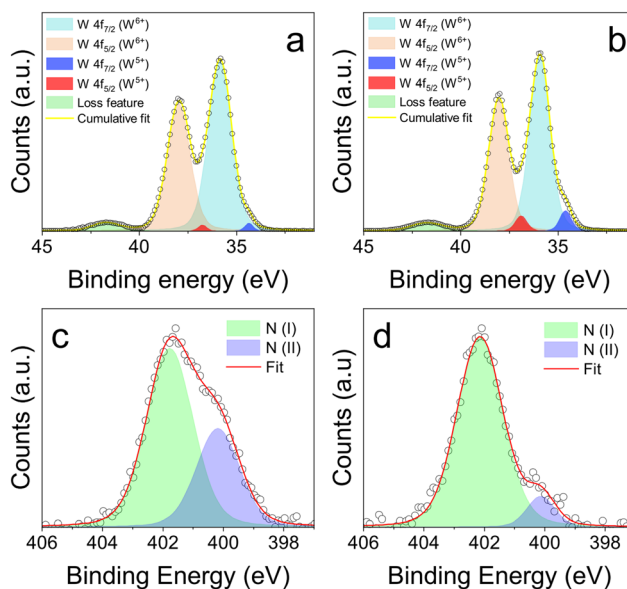 a
W 4f7/2 (W6+)
W 4f5/2 (W6+)
W 4f7/2 (W5+)
W 4f5/2 (W5+)
Loss feature
Cumulative fit
Counts (a.u.)
45 40 35
Binding energy (eV)
b
W 4f7/2 (W6+)
W 4f5/2 (W6+)
W 4f7/2 (W5+)
W 4f5/2 (W5+)
Loss feature
Cumulative fit
Counts (a.u.)
45 40 35
Binding energy (eV)
c
N (I)
N (II)
Fit
Counts (a.u.)
406 404 402 400 398
Binding Energy (eV)
d
N (I)
N (II)
Fit
Counts (a.u)
406 404 402 400 398
Binding Energy (eV)